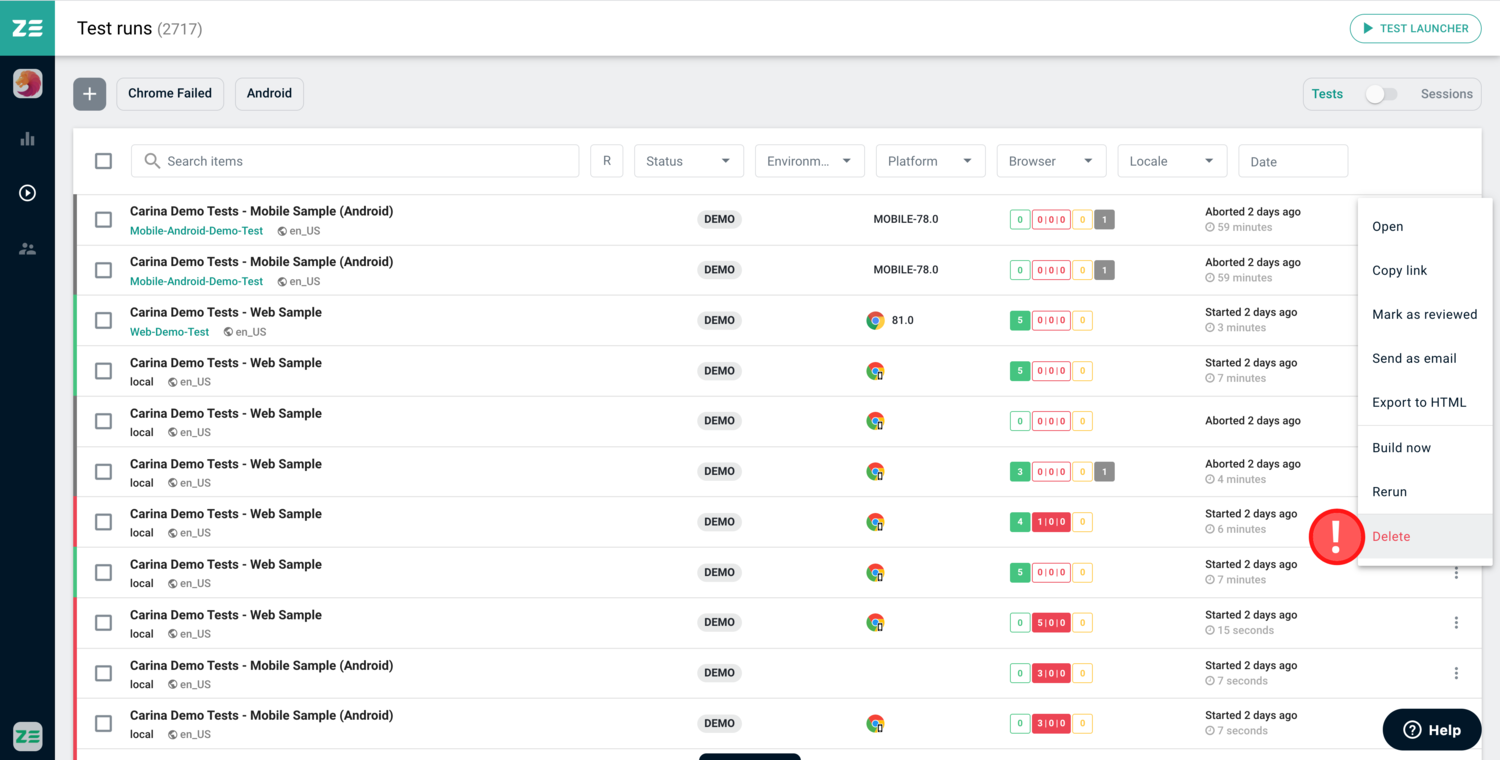 ZE
Test runs (2717)
TEST LAUNCHER
+
Chrome Failed
Android
Tests
Sessions
Search items
R
Status
Environm...
Platform
Browser
Locale
Date
Carina Demo Tests - Mobile Sample (Android)
Mobile-Android-Demo-Test en_US
DEMO
MOBILE-78.0
0 0|0|0 0 1
Aborted 2 days ago
59 minutes
Carina Demo Tests - Mobile Sample (Android)
Mobile-Android-Demo-Test en_US
DEMO
MOBILE-78.0
0 0|0|0 0 1
Aborted 2 days ago
59 minutes
Carina Demo Tests - Web Sample
Web-Demo-Test en_US
DEMO
81.0
5 0|0|0 0
Started 2 days ago
3 minutes
Carina Demo Tests - Web Sample
local en_US
DEMO
5 0|0|0 0
Started 2 days ago
7 minutes
Carina Demo Tests - Web Sample
local en_US
DEMO
0 0|0|0 0
Aborted 2 days ago
Carina Demo Tests - Web Sample
local en_US
DEMO
3 0|0|0 0 1
Aborted 2 days ago
4 minutes
Carina Demo Tests - Web Sample
local en_US
DEMO
4 1|0|0 0
Started 2 days ago
6 minutes
Carina Demo Tests - Web Sample
local en_US
DEMO
5 0|0|0 0
Started 2 days ago
7 minutes
Carina Demo Tests - Web Sample
local en_US
DEMO
0 5|0|0 0
Started 2 days ago
15 seconds
Carina Demo Tests - Mobile Sample (Android)
local en_US
DEMO
0 3|0|0 0
Started 2 days ago
7 seconds
Carina Demo Tests - Mobile Sample (Android)
local en_US
DEMO
0 3|0|0 0
Started 2 days ago
7 seconds
Open
Copy link
Mark as reviewed
Send as email
Export to HTML
Build now
Rerun
!
Delete
ZE
? Help